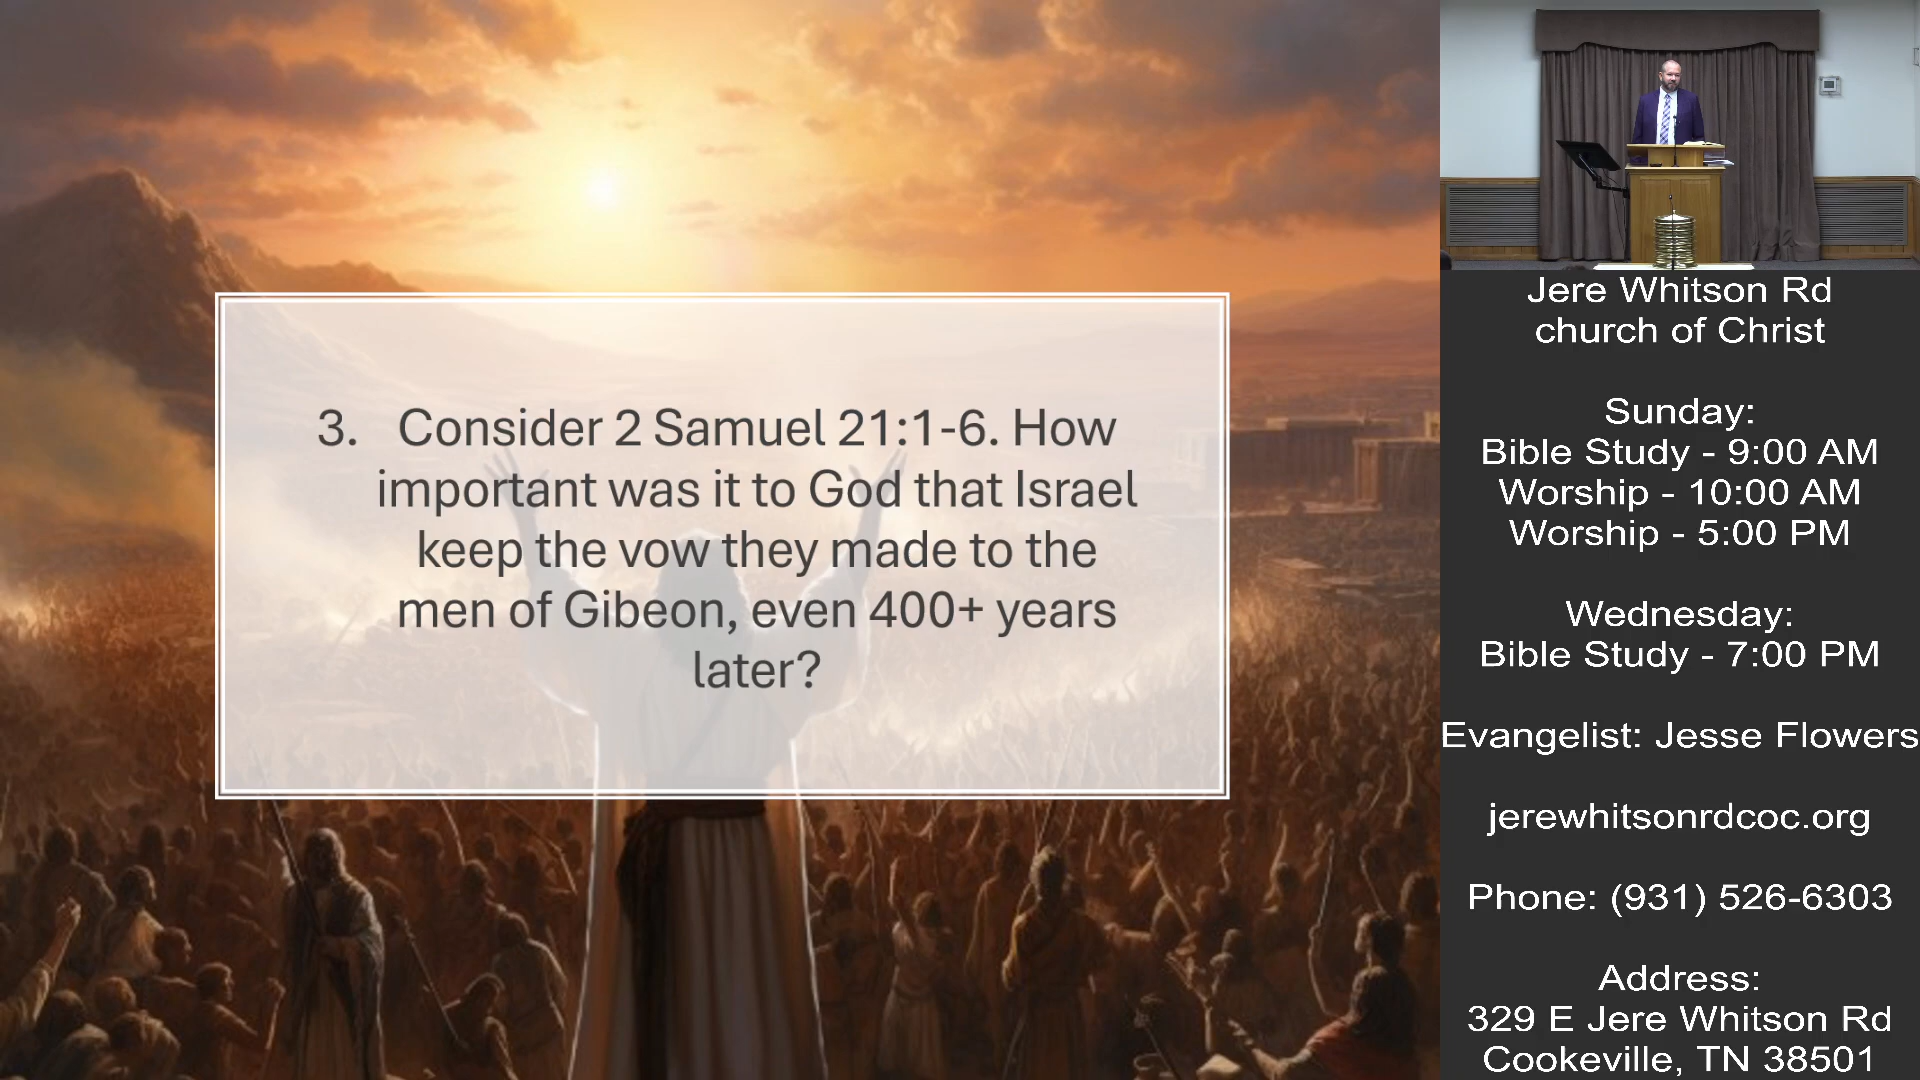 3. Consider 2 Samuel 21:1-6. How
important was it to God that Israel
keep the vow they made to the
men of Gibeon, even 400+ years
later?
Jere Whitson Rd
church of Christ
Sunday:
Bible Study - 9:00 AM
Worship - 10:00 AM
Worship - 5:00 PM
Wednesday:
Bible Study - 7:00 PM
Evangelist: Jesse Flowers
jerewhitsonrdcoc.org
Phone: (931) 526-6303
Address:
329 E Jere Whitson Rd
Cookeville, TN 38501